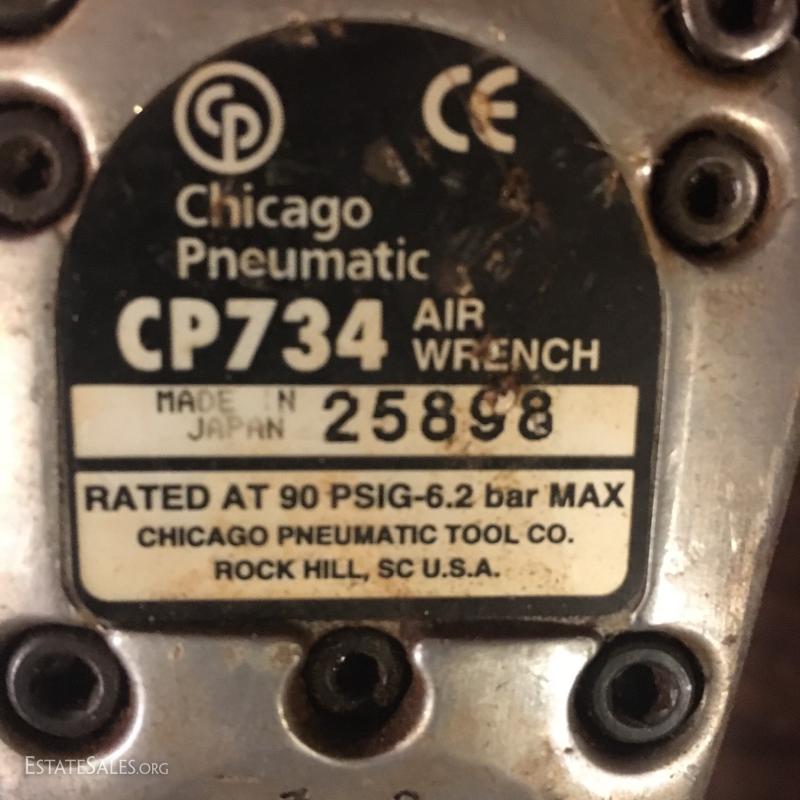 CP
CE
Chicago
Pneumatic
CP734 AIR WRENCH
MADE IN JAPAN 25898
RATED AT 90 PSIG-6.2 bar MAX
CHICAGO PNEUMATIC TOOL CO.
ROCK HILL, SC U.S.A.
ESTATESALES.ORG